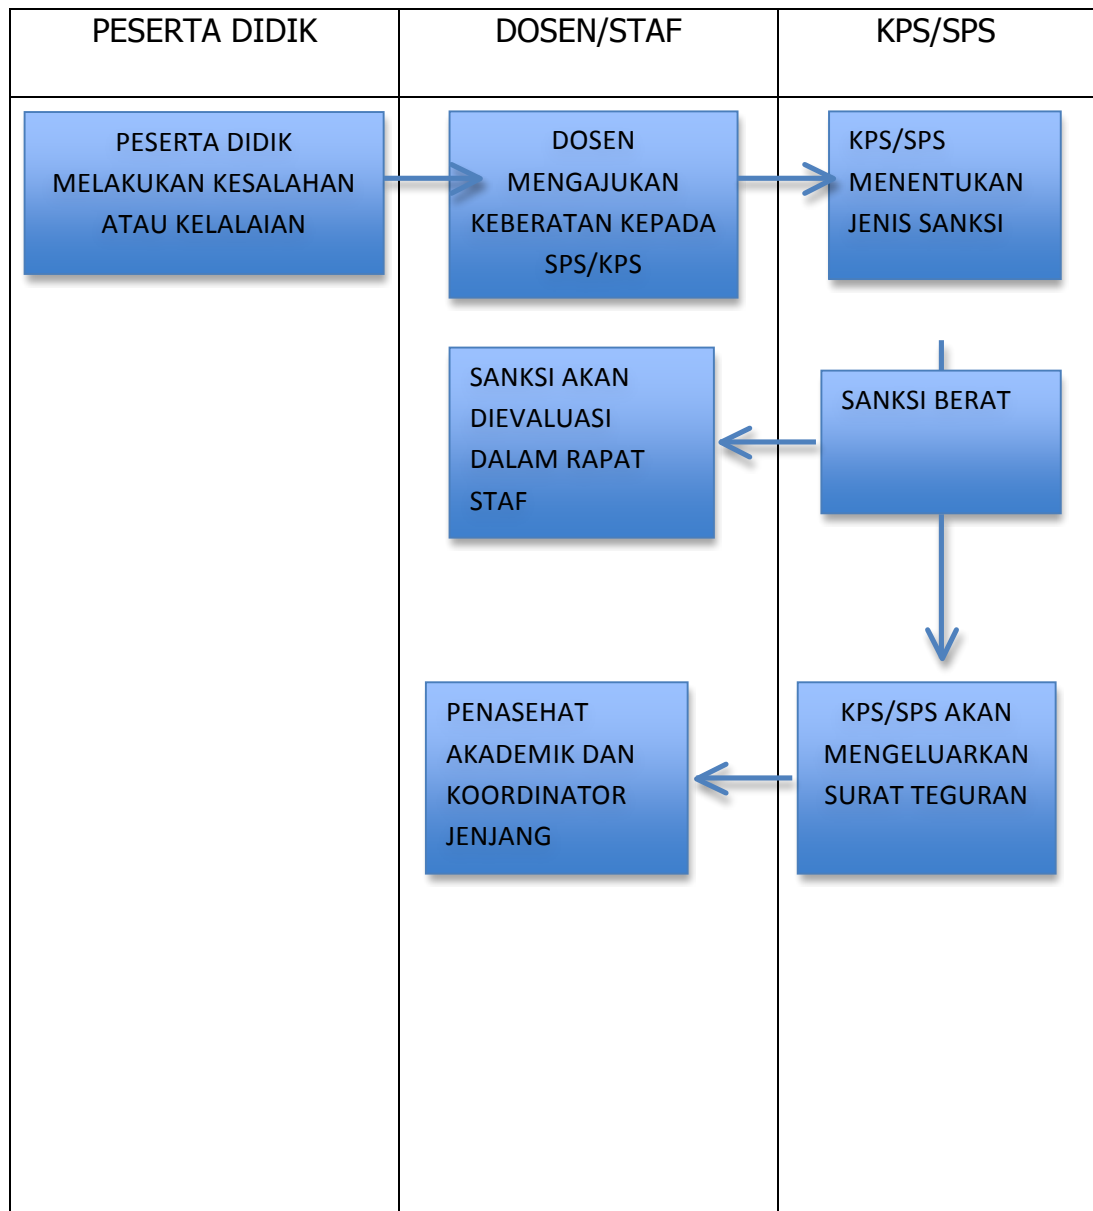 PESERTA DIDIK
DOSEN/STAF
KPS/SPS
PESERTA DIDIK
MELAKUKAN KESALAHAN
ATAU KELALAIAN
DOSEN
MENGAJUKAN
KEBERATAN KEPADA
SPS/KPS
KPS/SPS
MENENTUKAN
JENIS SANKSI
SANKSI AKAN
DIEVALUASI
DALAM RAPAT
STAF
SANKSI BERAT
PENASEHAT
AKADEMIK DAN
KOORDINATOR
JENJANG
KPS/SPS AKAN
MENGELUARKAN
SURAT TEGURAN